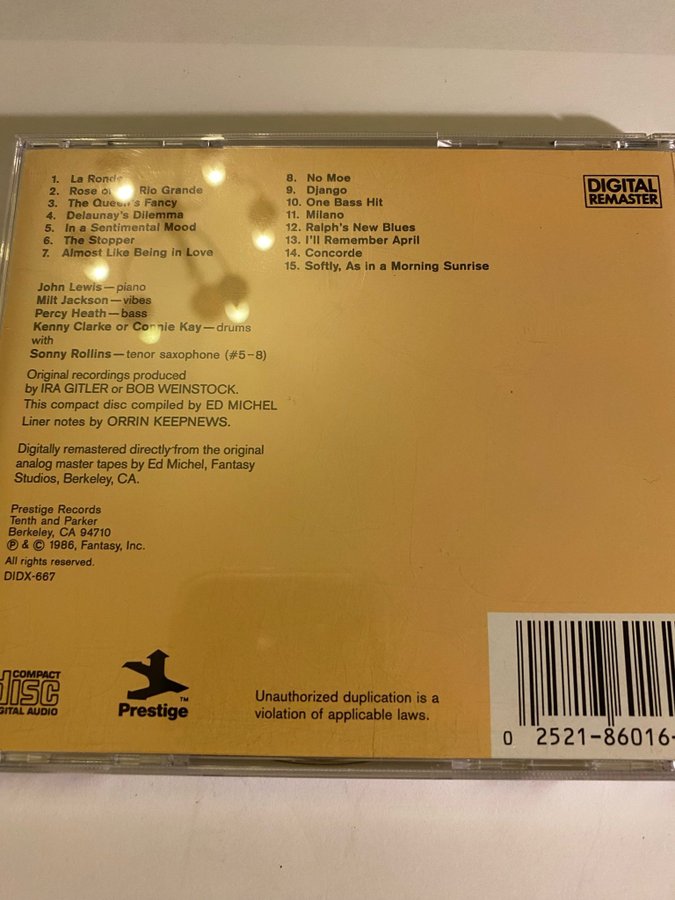 1. La Ronde
2. Rose of the Rio Grande
3. The Queen's Fancy
4. Delaunay's Dilemma
5. In a Sentimental Mood
6. The Stopper
7. Almost Like Being in Love
8. No Moe
9. Django
10. One Bass Hit
11. Milano
12. Ralph's New Blues
13. I'll Remember April
14. Concorde
15. Softly, As in a Morning Sunrise
DIGITAL
REMASTER
John Lewis—piano
Milt Jackson—vibes
Percy Heath—bass
Kenny Clarke or Connie Kay—drums
with
Sonny Rollins—tenor saxophone (#5-8)
Original recordings produced
by IRA GITLER or BOB WEINSTOCK.
This compact disc compiled by ED MICHEL
Liner notes by ORRIN KEEPNEWS.
Digitally remastered directly from the original
analog master tapes by Ed Michel, Fantasy
Studios, Berkeley, CA.
Prestige Records
Tenth and Parker
Berkeley, CA 94710
℗ & © 1986, Fantasy, Inc.
All rights reserved.
DIDX-667
COMPACT
disc
DIGITAL AUDIO
Prestige™
Unauthorized duplication is a
violation of applicable laws.
0 2521-86016-